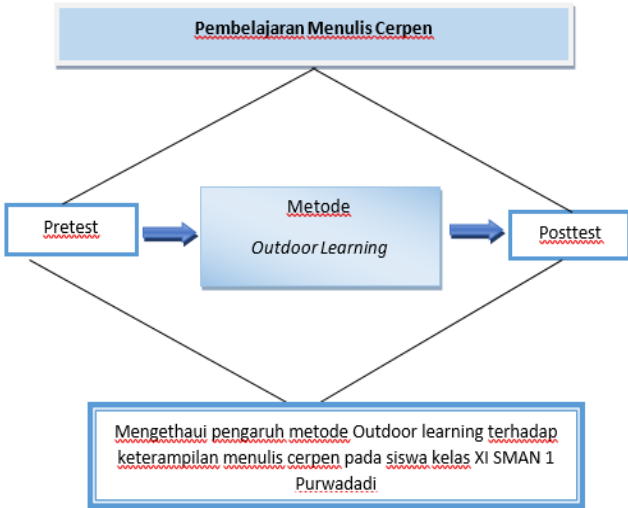 Pembelajaran Menulis Cerpen
Pretest
Metode
Outdoor Learning
Posttest
Mengethaui pengaruh metode Outdoor learning terhadap
keterampilan menulis cerpen pada siswa kelas XI SMAN 1
Purwadadi